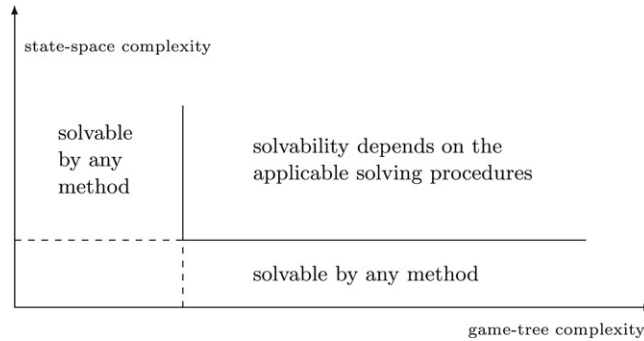 state-space complexity
solvable
by any
method
solvability depends on the
applicable solving procedures
solvable by any method
game-tree complexity